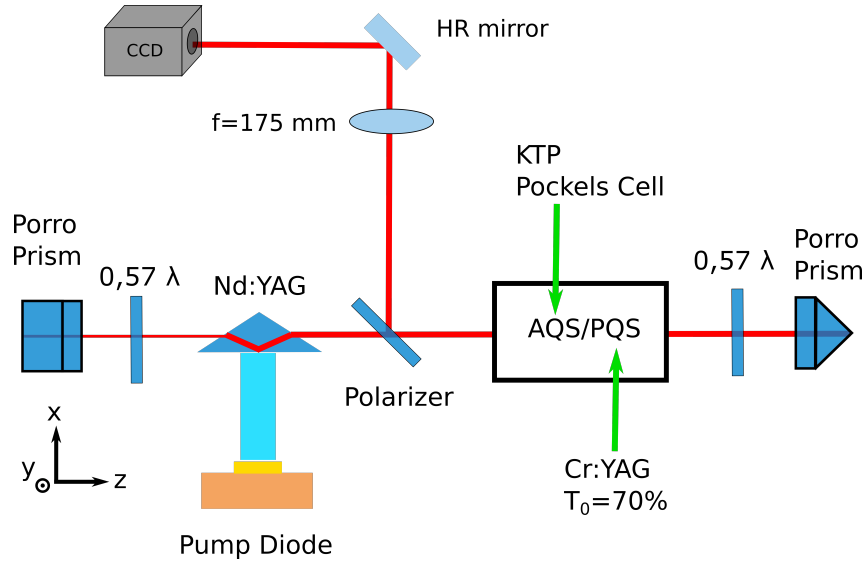 CCD
HR mirror
f=175 mm
KTP
Pockels Cell
Porro
Prism
0,57 λ
Nd:YAG
0,57 λ
Porro
Prism
AQS/PQS
Polarizer
x
y
z
Cr:YAG
T₀=70%
Pump Diode